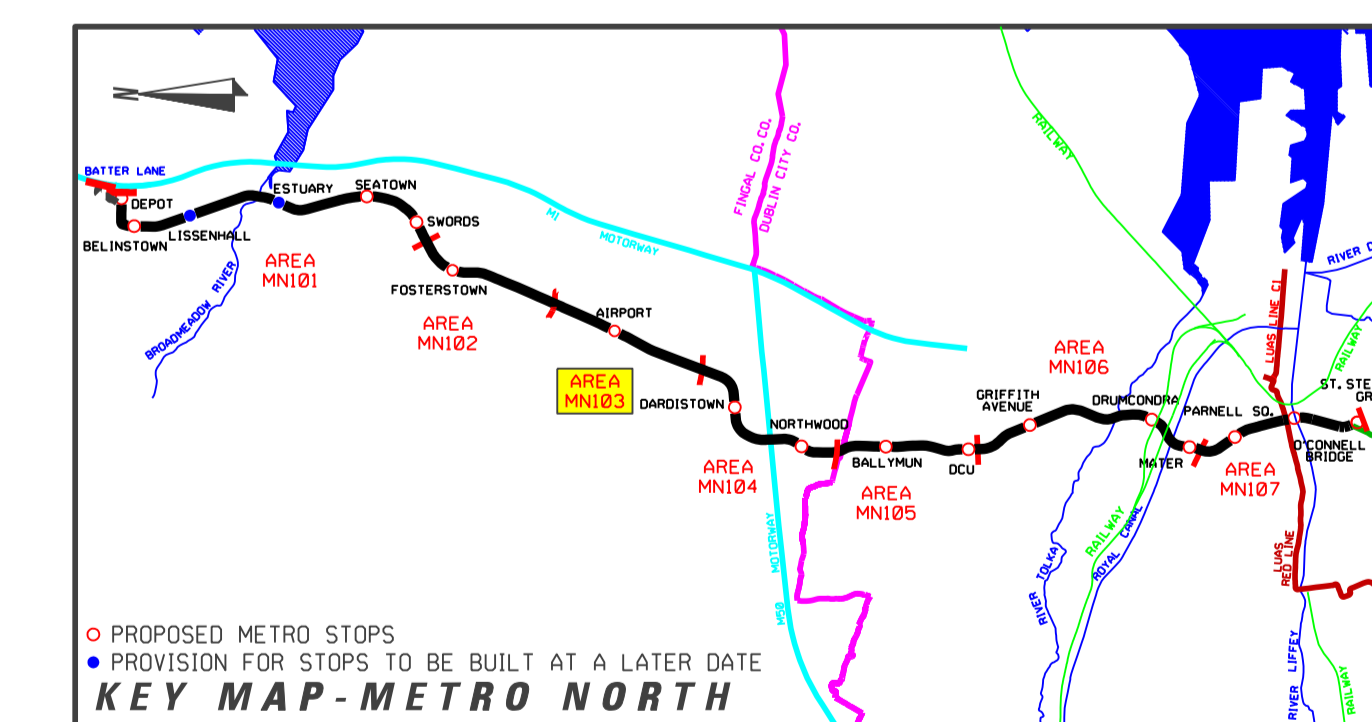 N
BATTER LANE
DEPOT
BELINSTOWN
LISSENHALL
ESTUARY
SEATOWN
SWORDS
AREA
MN101
BROADMEADOW RIVER
FOSTERSTOWN
AREA
MN102
M1
MOTORWAY
AIRPORT
AREA
MN103
DARDISTOWN
FINGAL CO.CO.
DUBLIN CITY CO.
NORTHWOOD
AREA
MN104
MOTORWAY
M50
BALLYMUN
AREA
MN105
DCU
GRIFFITH
AVENUE
AREA
MN106
RAILWAY
DRUMCONDRA
MATER
PARNELL SQ.
AREA
MN107
O'CONNELL
BRIDGE
ST. STE
GR
LUAS LINE C1
RIVER
RAILWAY
RAILWAY
ROYAL CANAL
RIVER TOLKA
LUAS
RED LINE
RIVER LIFFEY
RAILWAY
PROPOSED METRO STOPS
PROVISION FOR STOPS TO BE BUILT AT A LATER DATE
KEY MAP-METRO NORTH